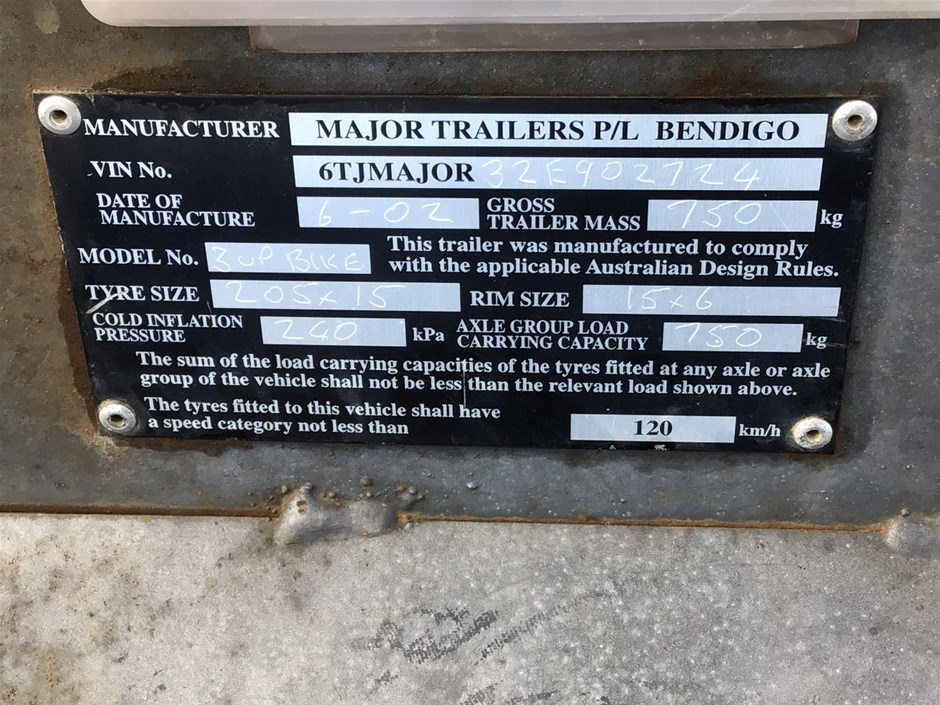 MANUFACTURER MAJOR TRAILERS P/L BENDIGO
VIN No. 6TJMAJOR 32E902724
DATE OF MANUFACTURE 6-02 GROSS TRAILER MASS 750 kg
MODEL No. 3 UP BIKE
This trailer was manufactured to comply
with the applicable Australian Design Rules.
TYRE SIZE 205x15 RIM SIZE 15x6
COLD INFLATION PRESSURE 240 kPa AXLE GROUP LOAD CARRYING CAPACITY 750 kg
The sum of the load carrying capacities of the tyres fitted at any axle or axle
group of the vehicle shall not be less than the relevant load shown above.
The tyres fitted to this vehicle shall have
a speed category not less than 120 km/h